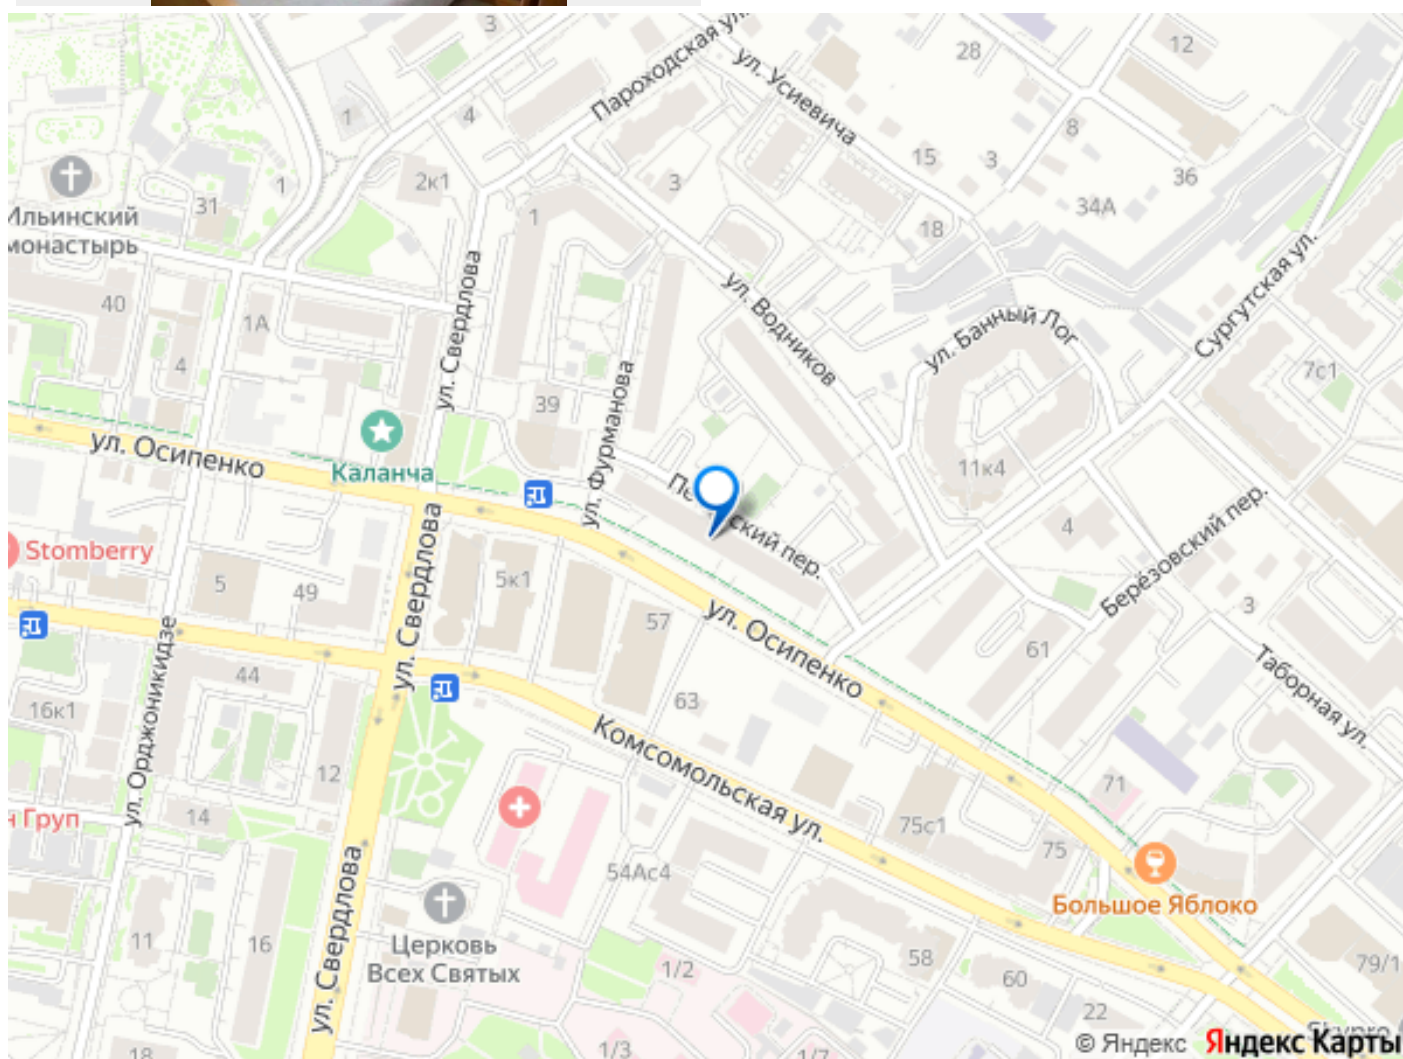 Пароходская ул.
ул. Усиевича
3
28
12
1
4
8
15
3
36
Ильинский
монастырь
1
31
2к1
3
34А
1
18
Сургутская ул.
ул. Свердлова
ул. Водников
ул. Банный Лог
40
1А
4
7с1
ул. Фурманова
39
ул. Осипенко
Каланча
11к4
ул. Свердлова
Stomberry
4
Берёзовский пер.
ский пер.
5
49
5к1
57
ул. Осипенко
3
61
ул. Орджоникидзе
44
Таборная ул.
16к1
63
Комсомольская ул.
12
71
14
Груп
75с1
75
54Ас4
ул. Свердлова
Большое Яблоко
11
16
Церковь
Всех Святых
58
1/2
60
79/1
22
18
1/3
1/7
© Яндекс Яндекс Карты